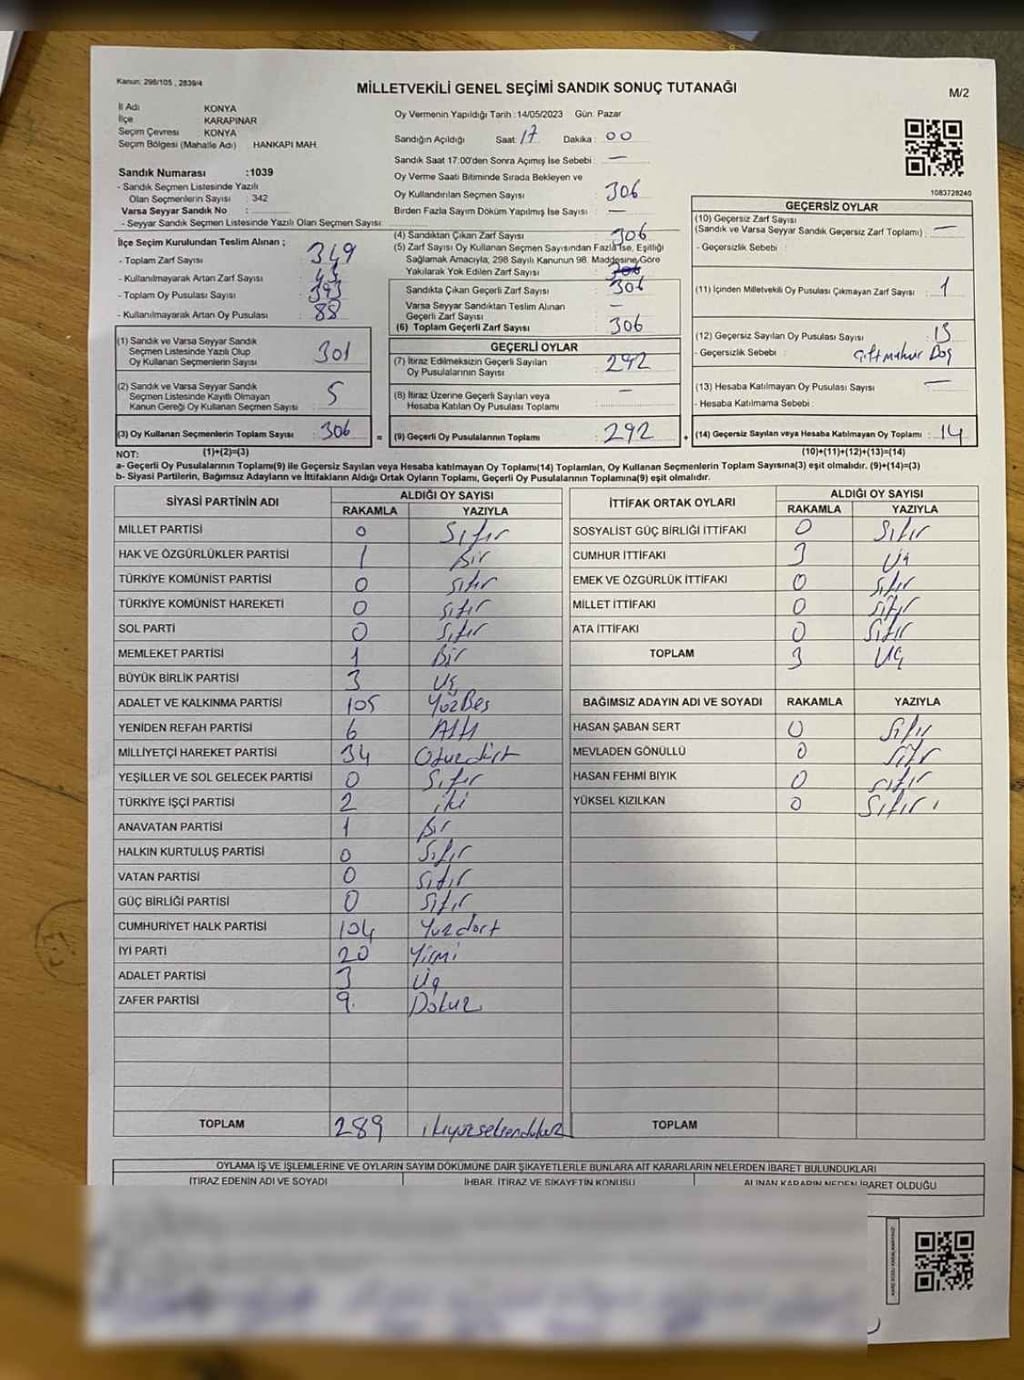 Kanun: 298/105 , 2839/4
MİLLETVEKİLİ GENEL SEÇİMİ SANDIK SONUÇ TUTANAĞI
M/2
İl Adı KONYA
İlçe KARAPINAR
Seçim Çevresi KONYA
Seçim Bölgesi (Mahalle Adı) HANKAPI MAH.
Oy Vermenin Yapıldığı Tarih : 14/05/2023 Gün: Pazar
Sandığın Açıldığı Saat: 17 Dakika : 00
Sandık Saat 17:00'den Sonra Açımış İse Sebebi : —
Oy Verme Saati Bitiminde Sırada Bekleyen ve
Oy Kullandırılan Seçmen Sayısı 306
Birden Fazla Sayım Döküm Yapılmış İse Sayısı : —
Sandık Numarası :1039
- Sandık Seçmen Listesinde Yazılı
Olan Seçmenlerin Sayısı : 342
Varsa Seyyar Sandık No :
- Seyyar Sandık Seçmen Listesinde Yazılı Olan Seçmen Sayısı :
1083728240
İlçe Seçim Kurulundan Teslim Alınan ;
- Toplam Zarf Sayısı : 349
- Kullanılmayarak Artan Zarf Sayısı : 43
- Toplam Oy Pusulası Sayısı : 393
- Kullanılmayarak Artan Oy Pusulası : 88
(4) Sandıktan Çıkan Zarf Sayısı : 306
(5) Zarf Sayısı Oy Kullanan Seçmen Sayısından Fazla İse, Eşitliği
Sağlamak Amacıyla, 298 Sayılı Kanunun 98. Maddesine Göre
Yakılarak Yok Edilen Zarf Sayısı :
Sandıkta Çıkan Geçerli Zarf Sayısı : 306
Varsa Seyyar Sandıktan Teslim Alınan
Geçerli Zarf Sayısı : —
(6) Toplam Geçerli Zarf Sayısı 306
GEÇERSİZ OYLAR
(10) Geçersiz Zarf Sayısı
(Sandık ve Varsa Seyyar Sandık Geçersiz Zarf Toplamı) : —
- Geçersizlik Sebebi :
(11) İçinden Milletvekili Oy Pusulası Çıkmayan Zarf Sayısı : 1
(12) Geçersiz Sayılan Oy Pusulası Sayısı : 13
- Geçersizlik Sebebi : Çift mühür Boş
(13) Hesaba Katılmayan Oy Pusulası Sayısı —
- Hesaba Katılmama Sebebi :
(1) Sandık ve Varsa Seyyar Sandık
Seçmen Listesinde Yazılı Olup
Oy Kullanan Seçmenlerin Sayısı : 301
(2) Sandık ve Varsa Seyyar Sandık
Seçmen Listesinde Kayıtlı Olmayan
Kanun Gereği Oy Kullanan Seçmen Sayısı : 5
(3) Oy Kullanan Seçmenlerin Toplam Sayısı : 306
GEÇERLİ OYLAR
(7) İtiraz Edilmeksizin Geçerli Sayılan
Oy Pusulalarının Sayısı : 292
(8) İtiraz Üzerine Geçerli Sayılan veya
Hesaba Katılan Oy Pusulası Toplamı : —
= (9) Geçerli Oy Pusulalarının Toplamı : 292
+ (14) Geçersiz Sayılan veya Hesaba Katılmayan Oy Toplamı : 14
NOT: (1)+(2)=(3)
(10)+(11)+(12)+(13)=(14)
a- Geçerli Oy Pusulalarının Toplamı(9) ile Geçersiz Sayılan veya Hesaba katılmayan Oy Toplamı(14) Toplamları, Oy Kullanan Seçmenlerin Toplam Sayısına(3) eşit olmalıdır. (9)+(14)=(3)
b- Siyasi Partilerin, Bağımsız Adayların ve İttifakların Aldığı Ortak Oyların Toplamı, Geçerli Oy Pusulalarının Toplamına(9) eşit olmalıdır.
SİYASİ PARTİNİN ADI ALDIĞI OY SAYISI
RAKAMLA YAZIYLA
MİLLET PARTİSİ 0 Sıfır
HAK VE ÖZGÜRLÜKLER PARTİSİ 1 Bir
TÜRKİYE KOMÜNİST PARTİSİ 0 Sıfır
TÜRKİYE KOMÜNİST HAREKETİ 0 Sıfır
SOL PARTİ 0 Sıfır
MEMLEKET PARTİSİ 1 Bir
BÜYÜK BİRLİK PARTİSİ 3 Üç
ADALET VE KALKINMA PARTİSİ 105 YüzBeş
YENİDEN REFAH PARTİSİ 6 Altı
MİLLİYETÇİ HAREKET PARTİSİ 34 Otuzdört
YEŞİLLER VE SOL GELECEK PARTİSİ 0 Sıfır
TÜRKİYE İŞÇİ PARTİSİ 2 iki
ANAVATAN PARTİSİ 1 Bir
HALKIN KURTULUŞ PARTİSİ 0 Sıfır
VATAN PARTİSİ 0 Sıfır
GÜÇ BİRLİĞİ PARTİSİ 0 Sıfır
CUMHURİYET HALK PARTİSİ 104 Yuzdört
İYİ PARTİ 20 Yirmi
ADALET PARTİSİ 3 Üç
ZAFER PARTİSİ 9 Dokuz
TOPLAM 289 ikiyüzseksendokuz
İTTİFAK ORTAK OYLARI ALDIĞI OY SAYISI
RAKAMLA YAZIYLA
SOSYALİST GÜÇ BİRLİĞİ İTTİFAKI 0 Sıfır
CUMHUR İTTİFAKI 3 Üç
EMEK VE ÖZGÜRLÜK İTTİFAKI 0 Sıfır
MİLLET İTTİFAKI 0 Sıfır
ATA İTTİFAKI 0 Sıfır
TOPLAM 3 Üç
BAĞIMSIZ ADAYIN ADI VE SOYADI RAKAMLA YAZIYLA
HASAN ŞABAN SERT 0 Sıfır
MEVLADEN GÖNÜLLÜ 0 Sıfır
HASAN FEHMİ BIYIK 0 Sıfır
YÜKSEL KIZILKAN 0 Sıfır
TOPLAM
OYLAMA İŞ VE İŞLEMLERİNE VE OYLARIN SAYIM DÖKÜMÜNE DAİR ŞİKAYETLERLE BUNLARA AİT KARARLARIN NELERDEN İBARET BULUNDUKLARI
İTİRAZ EDENİN ADI VE SOYADI İHBAR, İTİRAZ VE ŞİKAYETİN KONUSU ALINAN KARARIN NEDEN İBARET OLDUĞU